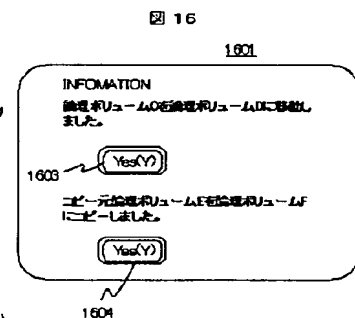 図 16
1601
INFOMATION
論理ボリュームCを論理ボリュームDに移動し
ました。
Yes(Y)
1603
コピー元論理ボリュームEを論理ボリュームF
にコピーしました。
Yes(Y)
1604